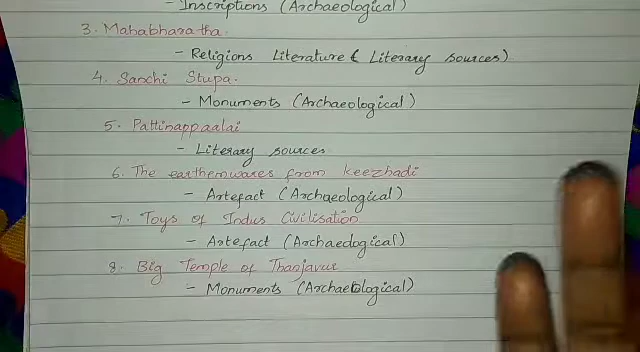 - Inscriptions (Archaeological)
3. Mahabharatha.
- Religions Literature ( Literary sources)
4. Sanchi Stupa.
- Monuments (Archaeological)
5. Pattinappaalai
- Literary sources
6. The earthenwares from keezhadi
- Artefact (Archaeological)
7. Toys of Indus Civilisation
- Artefact (Archaeological)
8. Big Temple of Thanjavur
- Monuments (Archaeological)